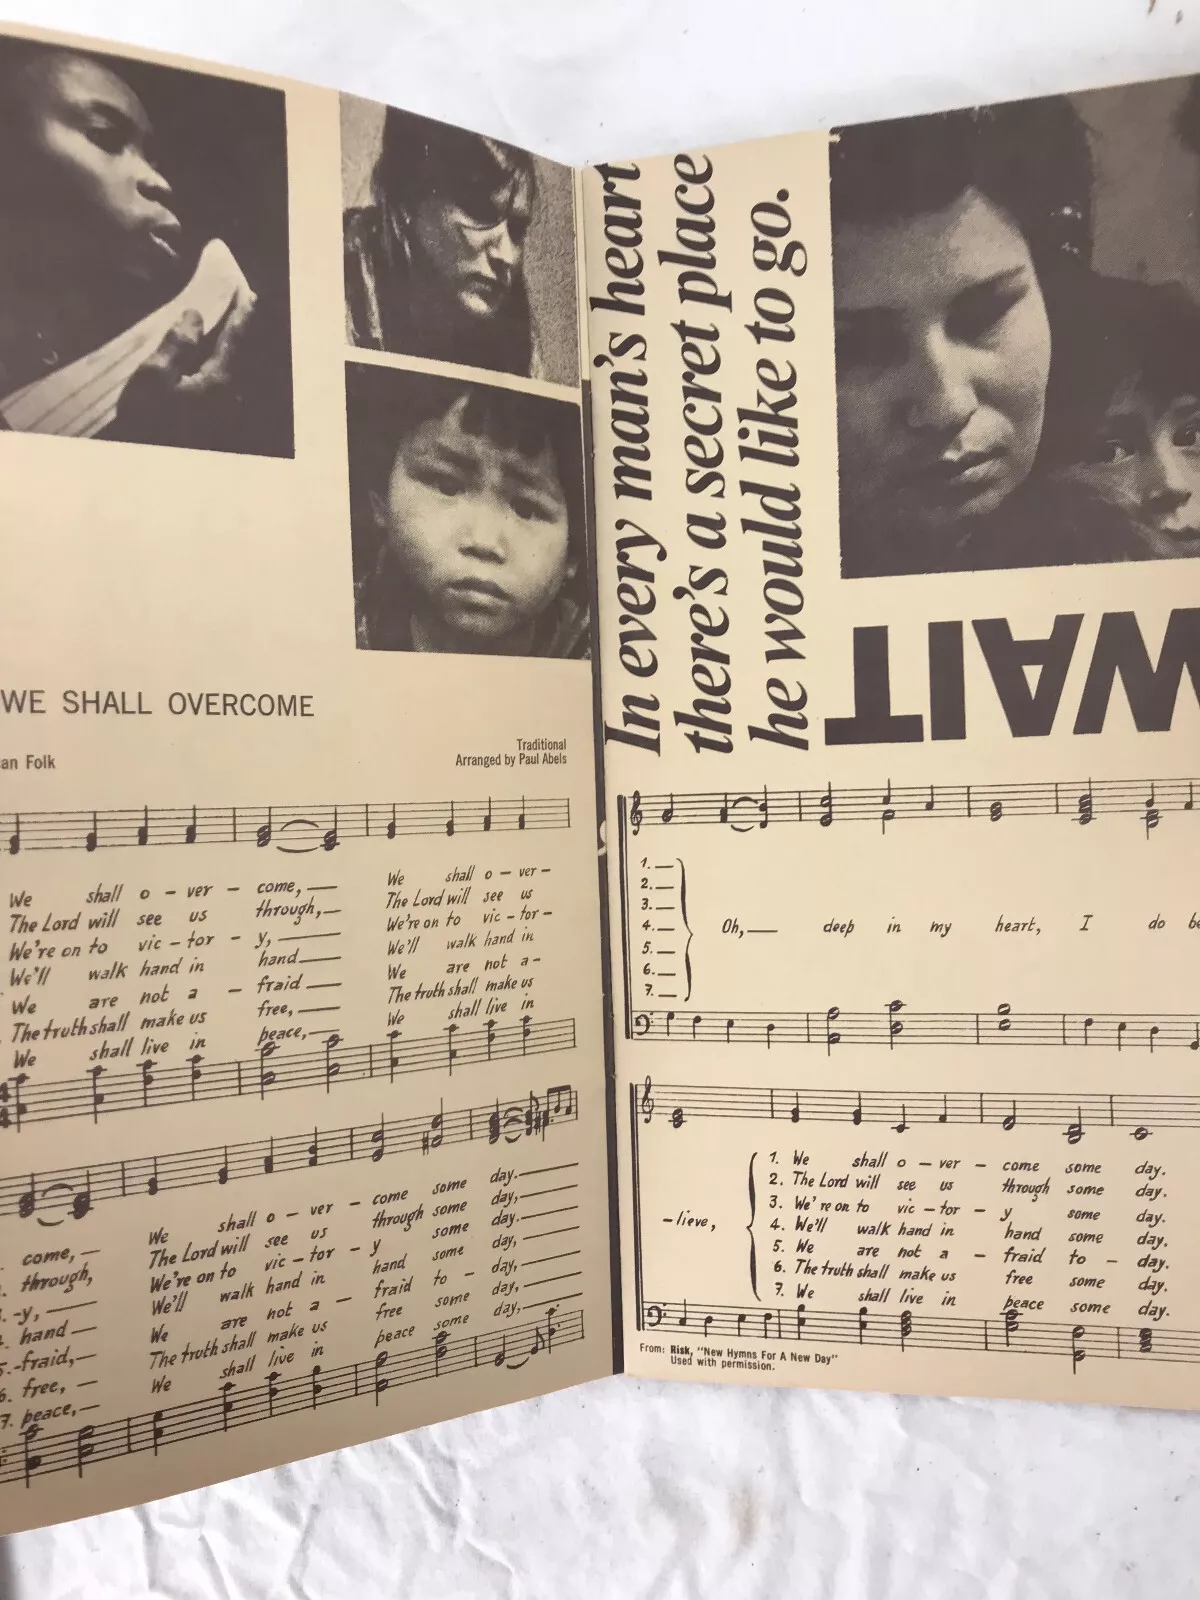 WE SHALL OVERCOME
an Folk
Traditional
Arranged by Paul Abels
We shall o - ver - come, — We shall o - ver -
The Lord will see us through, — The Lord will see us
We're on to vic - tor - y, — We're on to vic - tor -
We'll walk hand in hand — We'll walk hand in
We are not a - fraid — We are not a -
The truth shall make us free, — The truth shall make us
We shall live in peace, — We shall live in
4
4
come, — We shall o - ver - come some day. —
through, The Lord will see us through some day, —
3. -y, — We're on to vic - tor - y some day. —
hand — We'll walk hand in hand some day, —
5. -fraid, — We are not a - fraid to - day, —
6. free, — The truth shall make us free some day, —
7. peace, — We shall live in peace some day, —
In every man's heart
there's a secret place
he would like to go.
WAIT
1. —
2. —
3. —
4. — Oh, — deep in my heart, I do be
5. —
6. —
7. —
-lieve,
1. We shall o - ver - come some day.
2. The Lord will see us through some day.
3. We're on to vic - tor - y some day.
4. We'll walk hand in hand some day.
5. We are not a - fraid to - day.
6. The truth shall make us free some day.
7. We shall live in peace some day.
From: Risk, "New Hymns For A New Day"
Used with permission.